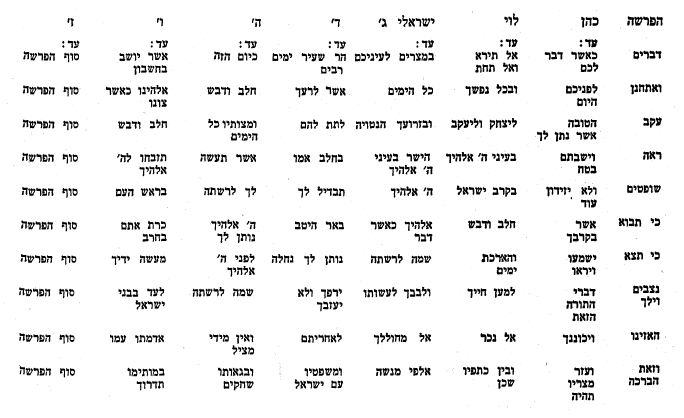 הפרשה כהן לוי ישראלי ג׳ ד׳ ה׳ ו׳ ז׳
עד: עד: עד: עד: עד: עד: עד:
דברים כאשר דבר אל תירא במצרים לעיניכם הר שעיר ימים כיום הזה אשר יושב סוף הפרשה
לכם ואל תחת רבים בחשבון
ואתחנן לפניכם ובכל נפשך כל הימים אשר לרעך חלב ודבש אלהינו כאשר סוף הפרשה
היום צונו
עקב הטובה ליצחק וליעקב ובזרועך הנטויה לתת להם ומצותיו כל חלב ודבש סוף הפרשה
אשר נתן לך הימים
ראה וישבתם בעיני ה׳ אלהיך הישר בעיני בחלב אמו אשר תעשה תזבחו לה׳ סוף הפרשה
בטח ה׳ אלהיך אלהיך
שופטים ולא יזידון בקרב ישראל ה׳ אלהיך תבדיל לך לך לרשתה בראש העם סוף הפרשה
עוד
כי תבוא אשר חלב ודבש אלהיך כאשר באר היטב ה׳ אלהיך כרת אתם סוף הפרשה
בקרבך דבר נותן לך בחרב
כי תצא ישמעו והארכת שמה לרשתה נותן לך נחלה לפני ה׳ מעשה ידיך סוף הפרשה
ויראו ימים אלהיך
נצבים דברי למען חייך ולבבך לעשותו ירפך ולא שמה לרשתה לעד בבני סוף הפרשה
וילך התורה יעזבך ישראל
הזאת
האזינו ויכוננך אל נכר אל מחוללך לאחריתם ואין מידי אדמתו עמו סוף הפרשה
מציל
וזאת ועזר ובין כתפיו אלפי מנשה ומשפטיו ובגאותו במותימו סוף הפרשה
הברכה מצריו שכן עם ישראל שחקים תדרוך
תהיה